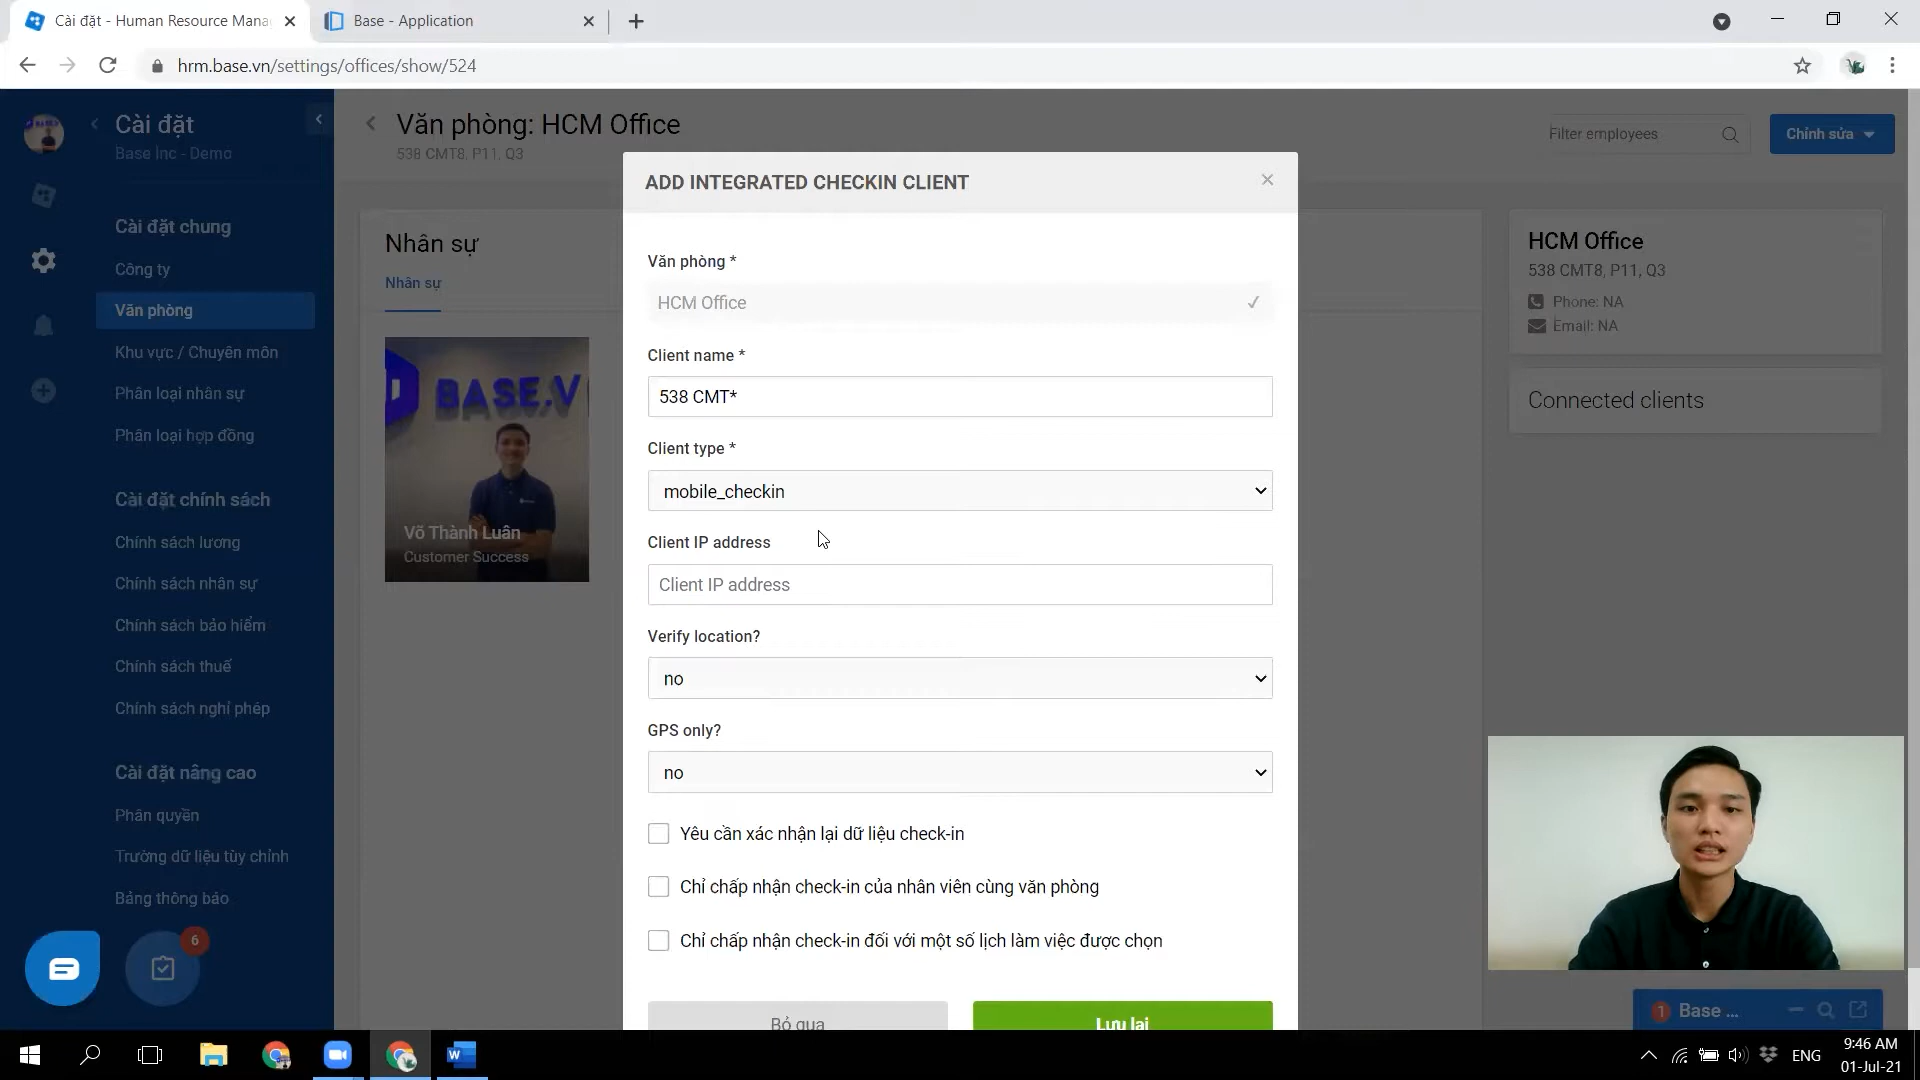 Cài đặt - Human Resource Mana
Base - Application
hrm.base.vn/settings/offices/show/524
Cài đặt
Base Inc - Demo
Cài đặt chung
Công ty
Văn phòng
Khu vực / Chuyên môn
Phân loại nhân sự
Phân loại hợp đồng
Cài đặt chính sách
Chính sách lương
Chính sách nhân sự
Chính sách bảo hiểm
Chính sách thuế
Chính sách nghỉ phép
Cài đặt nâng cao
Phân quyền
Trường dữ liệu tùy chỉnh
Bảng thông báo
6
Văn phòng: HCM Office
538 CMT8, P11, Q3
Filter employees
Chỉnh sửa
Nhân sự
Nhân sự
BASE.V
Võ Thành Luân
Customer Success
ADD INTEGRATED CHECKIN CLIENT
×
Văn phòng *
HCM Office
Client name *
538 CMT*
Client type *
mobile_checkin
Client IP address
Client IP address
Verify location?
no
GPS only?
no
Yêu cần xác nhận lại dữ liệu check-in
Chỉ chấp nhận check-in của nhân viên cùng văn phòng
Chỉ chấp nhận check-in đối với một số lịch làm việc được chọn
Bỏ qua
Lưu lại
HCM Office
538 CMT8, P11, Q3
Phone: NA
Email: NA
Connected clients
1 Base ...
ENG
9:46 AM
01-Jul-21